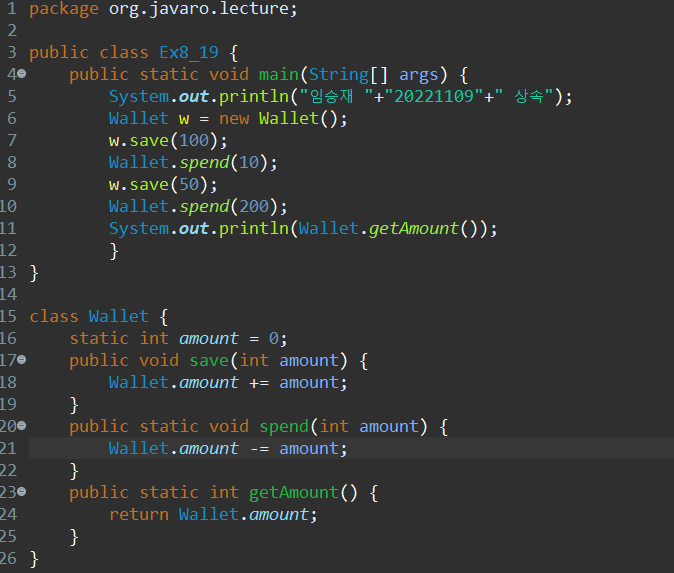 1 package org.javaro.lecture;
2
3 public class Ex8_19 {
4     public static void main(String[] args) {
5         System.out.println("임승재 "+"20221109"+" 상속");
6         Wallet w = new Wallet();
7         w.save(100);
8         Wallet.spend(10);
9         w.save(50);
10         Wallet.spend(200);
11         System.out.println(Wallet.getAmount());
12         }
13 }
14
15 class Wallet {
16     static int amount = 0;
17     public void save(int amount) {
18         Wallet.amount += amount;
19     }
20     public static void spend(int amount) {
21         Wallet.amount -= amount;
22     }
23     public static int getAmount() {
24         return Wallet.amount;
25     }
26 }